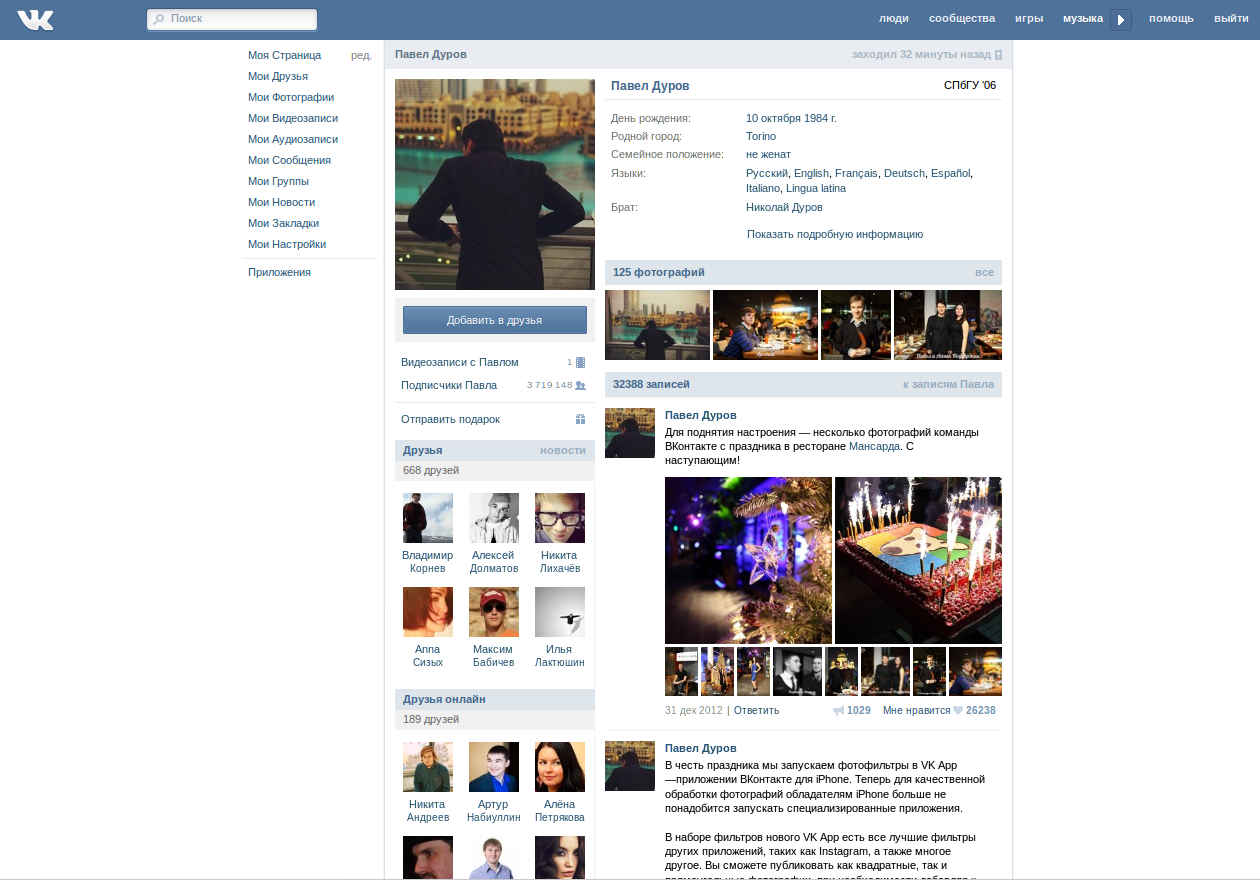 VK
Поиск
люди
сообщества
игры
музыка
помощь
выйти
Моя Страница
ред.
Мои Друзья
Мои Фотографии
Мои Видеозаписи
Мои Аудиозаписи
Мои Сообщения
Мои Группы
Мои Новости
Мои Закладки
Мои Настройки
Приложения
Павел Дуров
заходил 32 минуты назад
Добавить в друзья
Видеозаписи с Павлом 1
Подписчики Павла 3 719 148
Отправить подарок
Друзья новости
668 друзей
Владимир Корнев
Алексей Долматов
Никита Лихачёв
Anna Сизых
Максим Бабичев
Илья Лактюшин
Друзья онлайн
189 друзей
Никита Андреев
Артур Набиуллин
Алёна Петрякова
Павел Дуров СПбГУ '06
День рождения: 10 октября 1984 г.
Родной город: Torino
Семейное положение: не женат
Языки: Русский, English, Français, Deutsch, Español,
Italiano, Lingua latina
Брат: Николай Дуров
Показать подробную информацию
125 фотографий все
32388 записей к записям Павла
Павел Дуров
Для поднятия настроения — несколько фотографий команды
ВКонтакте с праздника в ресторане Мансарда. С
наступающим!
31 дек 2012 | Ответить 1029 Мне нравится 26238
Павел Дуров
В честь праздника мы запускаем фотофильтры в VK App
—приложении ВКонтакте для iPhone. Теперь для качественной
обработки фотографий обладателям iPhone больше не
понадобится запускать специализированные приложения.
В наборе фильтров нового VK App есть все лучшие фильтры
других приложений, таких как Instagram, а также многое
другое. Вы сможете публиковать как квадратные, так и